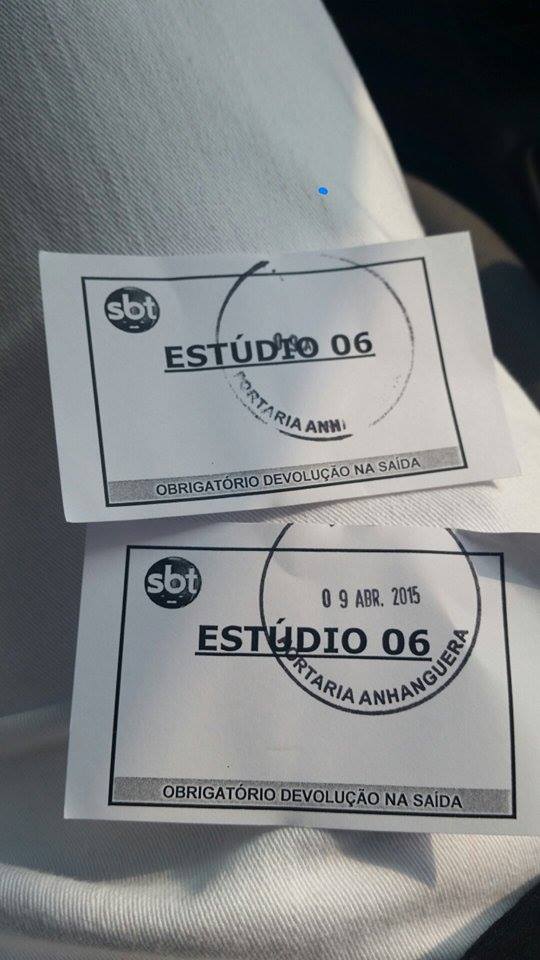 sbt
ESTÚDIO 06
PORTARIA ANH
OBRIGATÓRIO DEVOLUÇÃO NA SAÍDA
sbt
0 9 ABR. 2015
ESTÚDIO 06
PORTARIA ANHANGUERA
OBRIGATÓRIO DEVOLUÇÃO NA SAÍDA